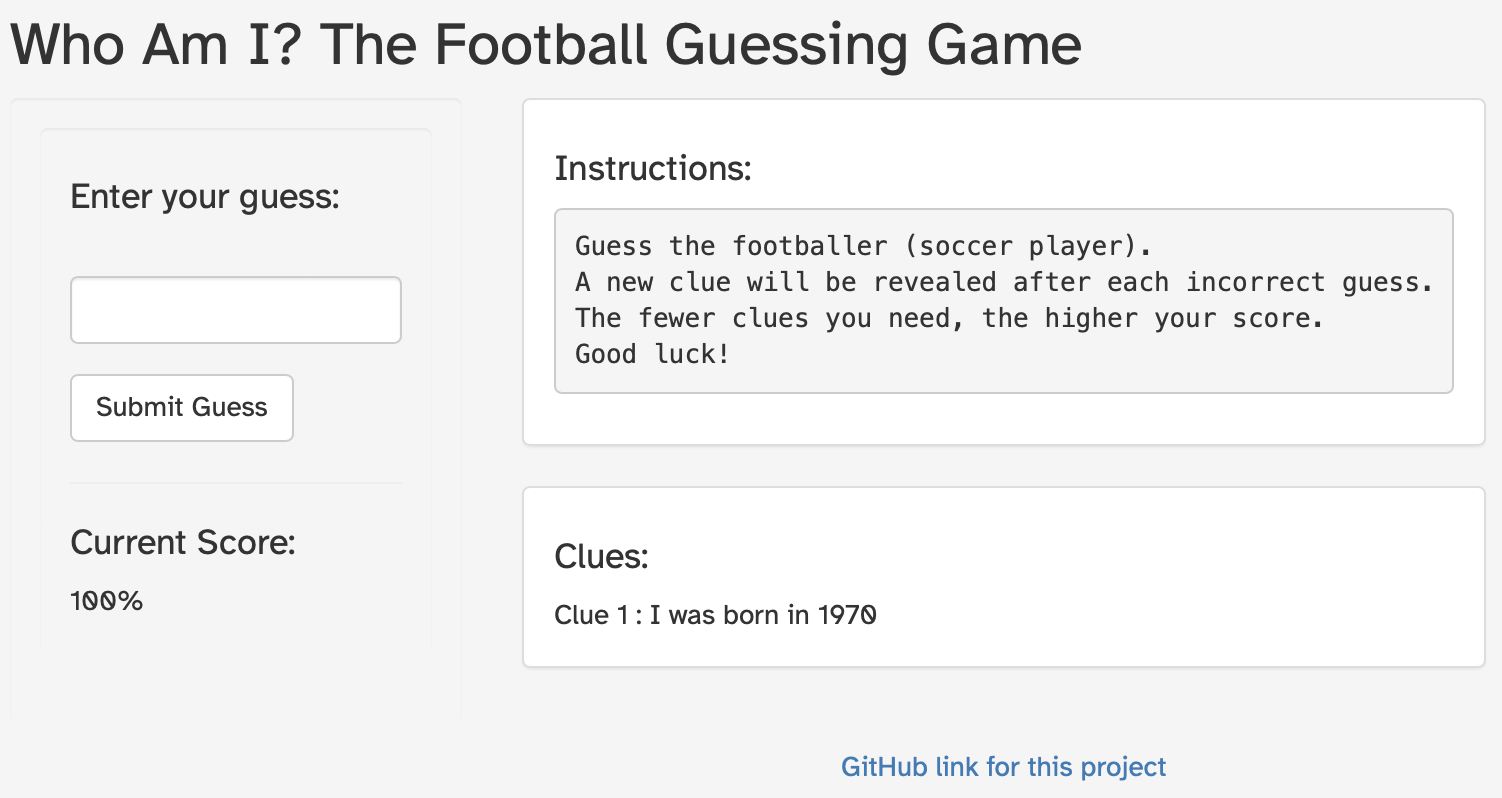 Who Am I? The Football Guessing Game
Enter your guess:
Submit Guess
Current Score:
100%
Instructions:
Guess the footballer (soccer player).
A new clue will be revealed after each incorrect guess.
The fewer clues you need, the higher your score.
Good luck!
Clues:
Clue 1 : I was born in 1970
GitHub link for this project